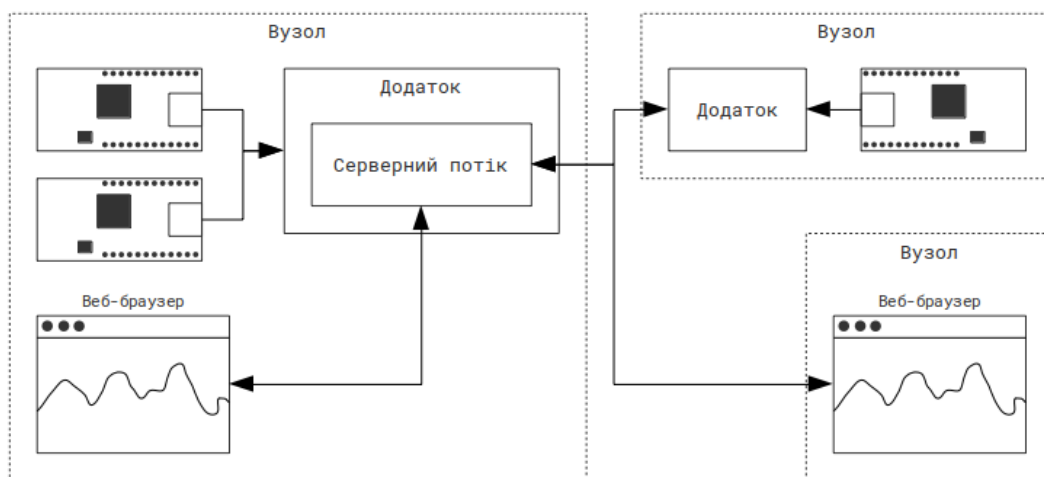 Вузол
Додаток
Серверний потік
Веб-браузер
Вузол
Додаток
Вузол
Веб-браузер